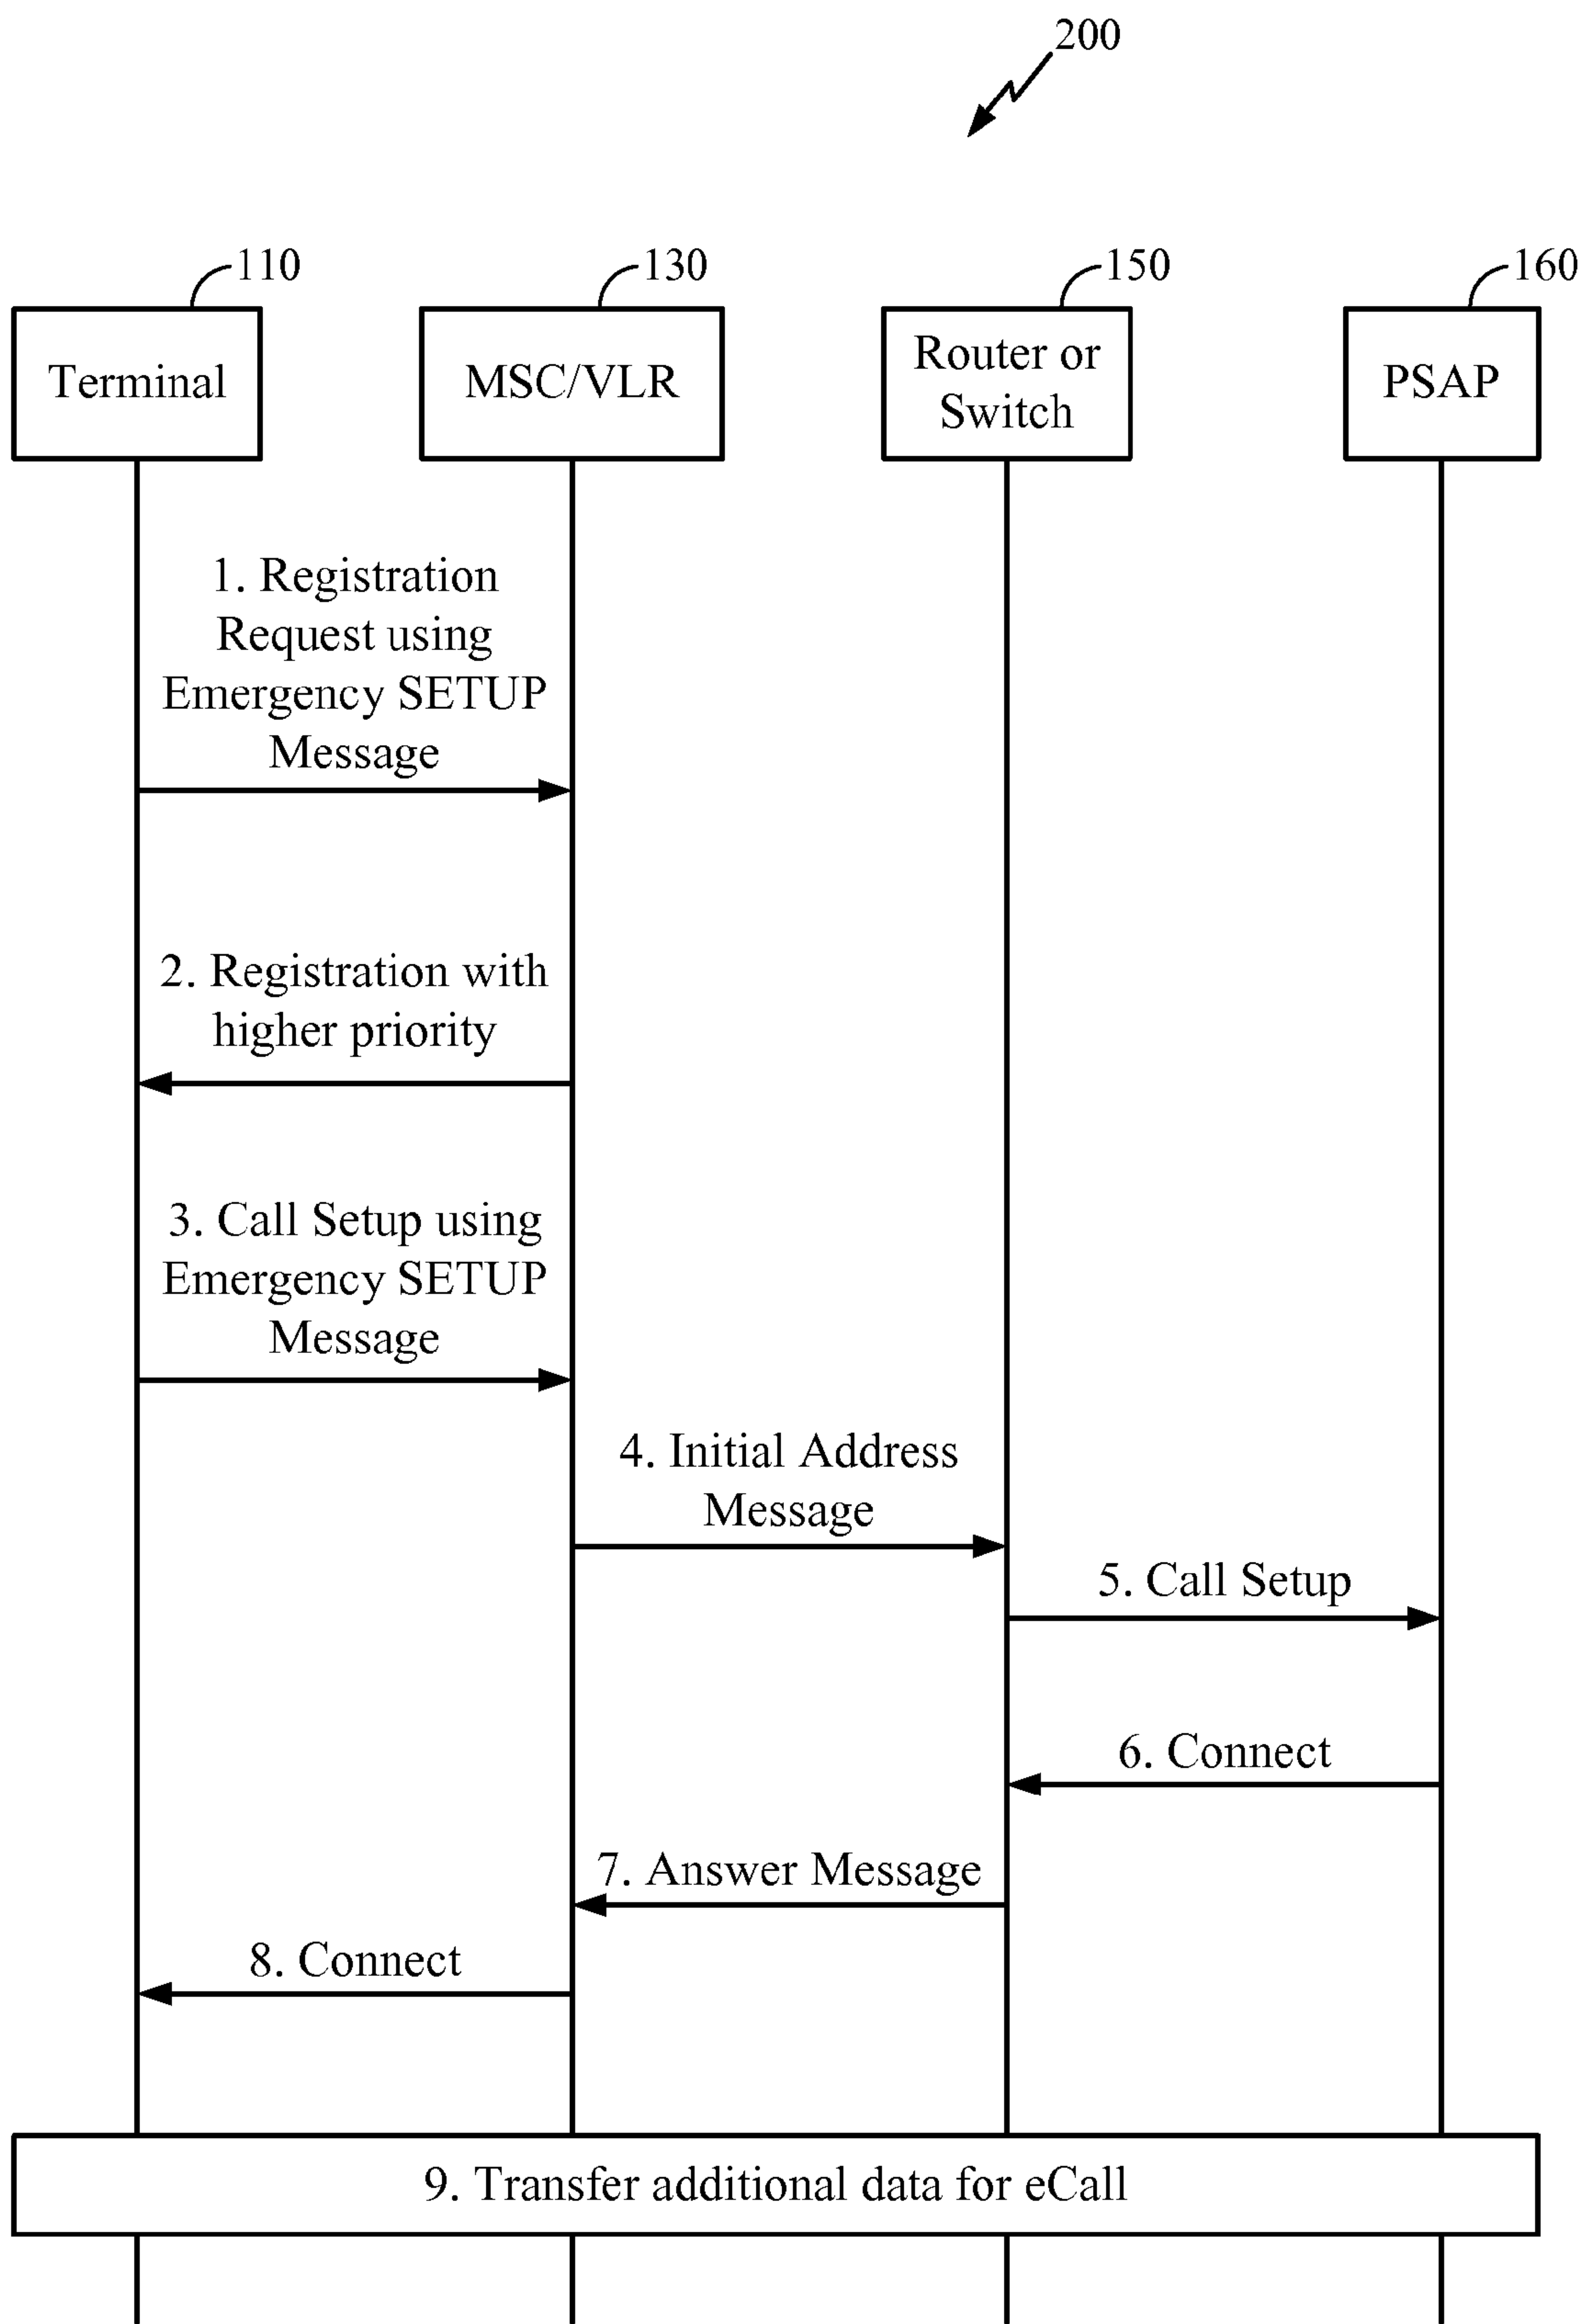 200
110
130
150
160
Terminal
MSC/VLR
Router or
Switch
PSAP
1. Registration
Request using
Emergency SETUP
Message
2. Registration with
higher priority
3. Call Setup using
Emergency SETUP
Message
4. Initial Address
Message
5. Call Setup
6. Connect
7. Answer Message
8. Connect
9. Transfer additional data for eCall